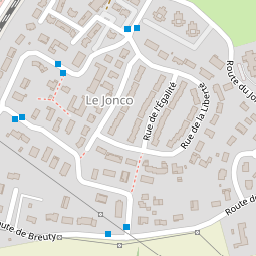 Le Jonco
Rue de l'Égalité
Rue de la Liberté
Route du Jo
Route de
oute de Breuty